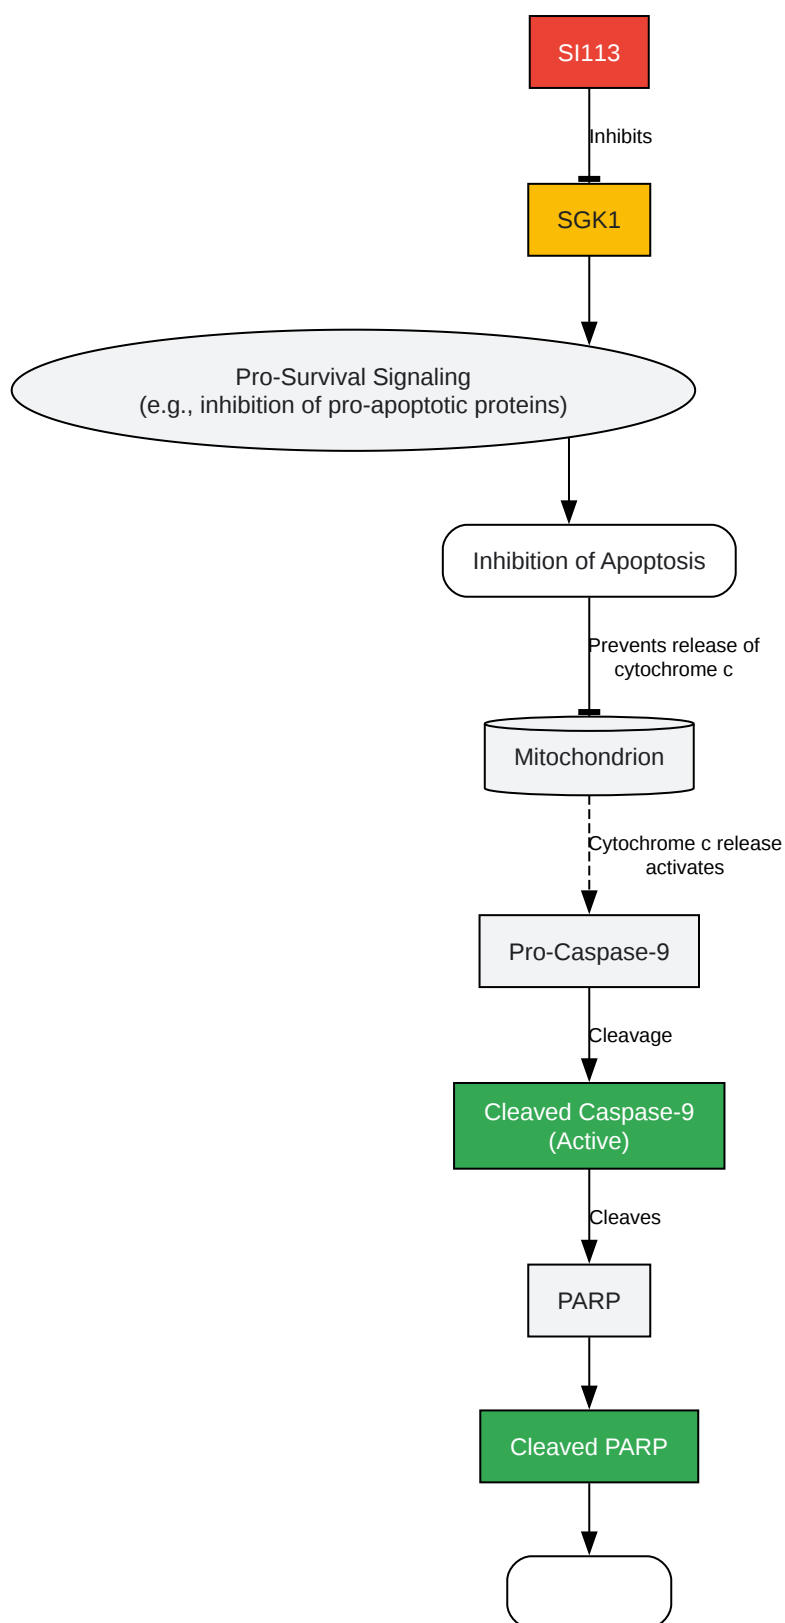 SI113
Inhibits
SGK1
Pro-Survival Signaling
(e.g., inhibition of pro-apoptotic proteins)
Inhibition of Apoptosis
Prevents release of
cytochrome c
Mitochondrion
Cytochrome c release
activates
Pro-Caspase-9
Cleavage
Cleaved Caspase-9
(Active)
Cleaves
PARP
Cleaved PARP